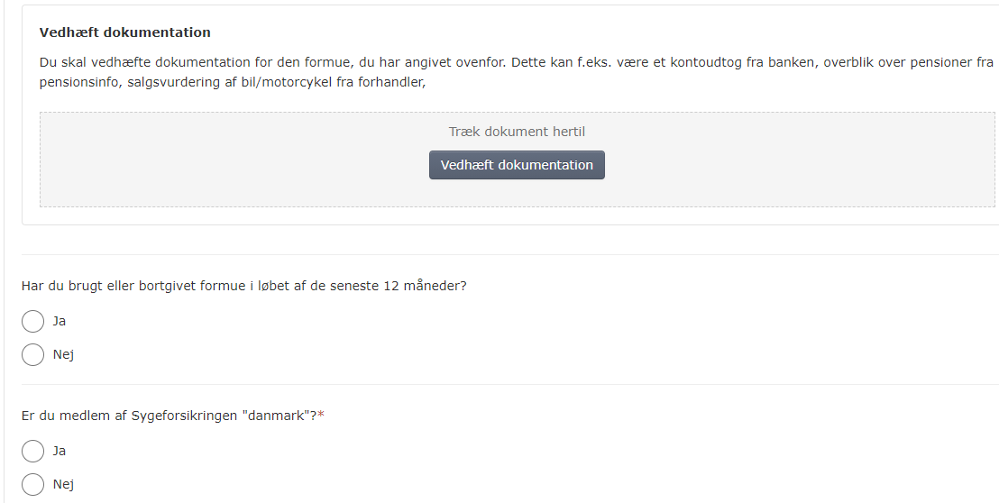 Vedhæft dokumentation
Du skal vedhæfte dokumentation for den formue, du har angivet ovenfor. Dette kan f.eks. være et kontoudtog fra banken, overblik over pensioner fra
pensionsinfo, salgsvurdering af bil/motorcykel fra forhandler,
Træk dokument hertil
Vedhæft dokumentation
Har du brugt eller bortgivet formue i løbet af de seneste 12 måneder?
Ja
Nej
Er du medlem af Sygeforsikringen "danmark"?*
Ja
Nej